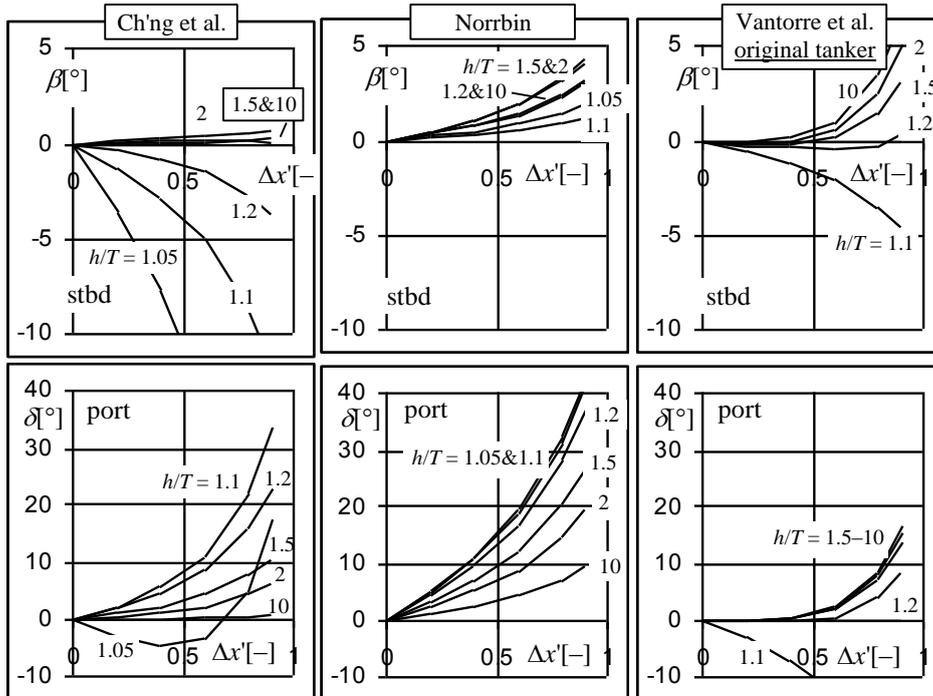 Ch'ng et al.
5
β[°]
2
1.5&10
0
0
0.5
Δx'[–
1.2
-5
h/T = 1.05
1.1
stbd
-10
Norrbin
5
β[°]
h/T = 1.5&2
1.2&10
1.05
1.1
0
0
0.5
Δx'[–]
1
-5
stbd
-10
Vantorre et al.
original tanker
5
β[°]
2
10
1.5
1.2
0
0
0.5
Δx'[–]
1
-5
h/T = 1.1
stbd
-10
40
δ[°]
port
30
h/T = 1.1
1.2
20
1.5
10
2
10
0
0
0.5
1
1.05
Δx'[–]
-10
40
δ[°]
port
1.2
30
h/T = 1.05&1.1
1.5
20
2
10
10
0
0
0.5
1
Δx'[–]
-10
40
δ[°]
port
30
20
h/T = 1.5–10
10
1.2
0
0
0.5
1
1.1
Δx'[–]
-10